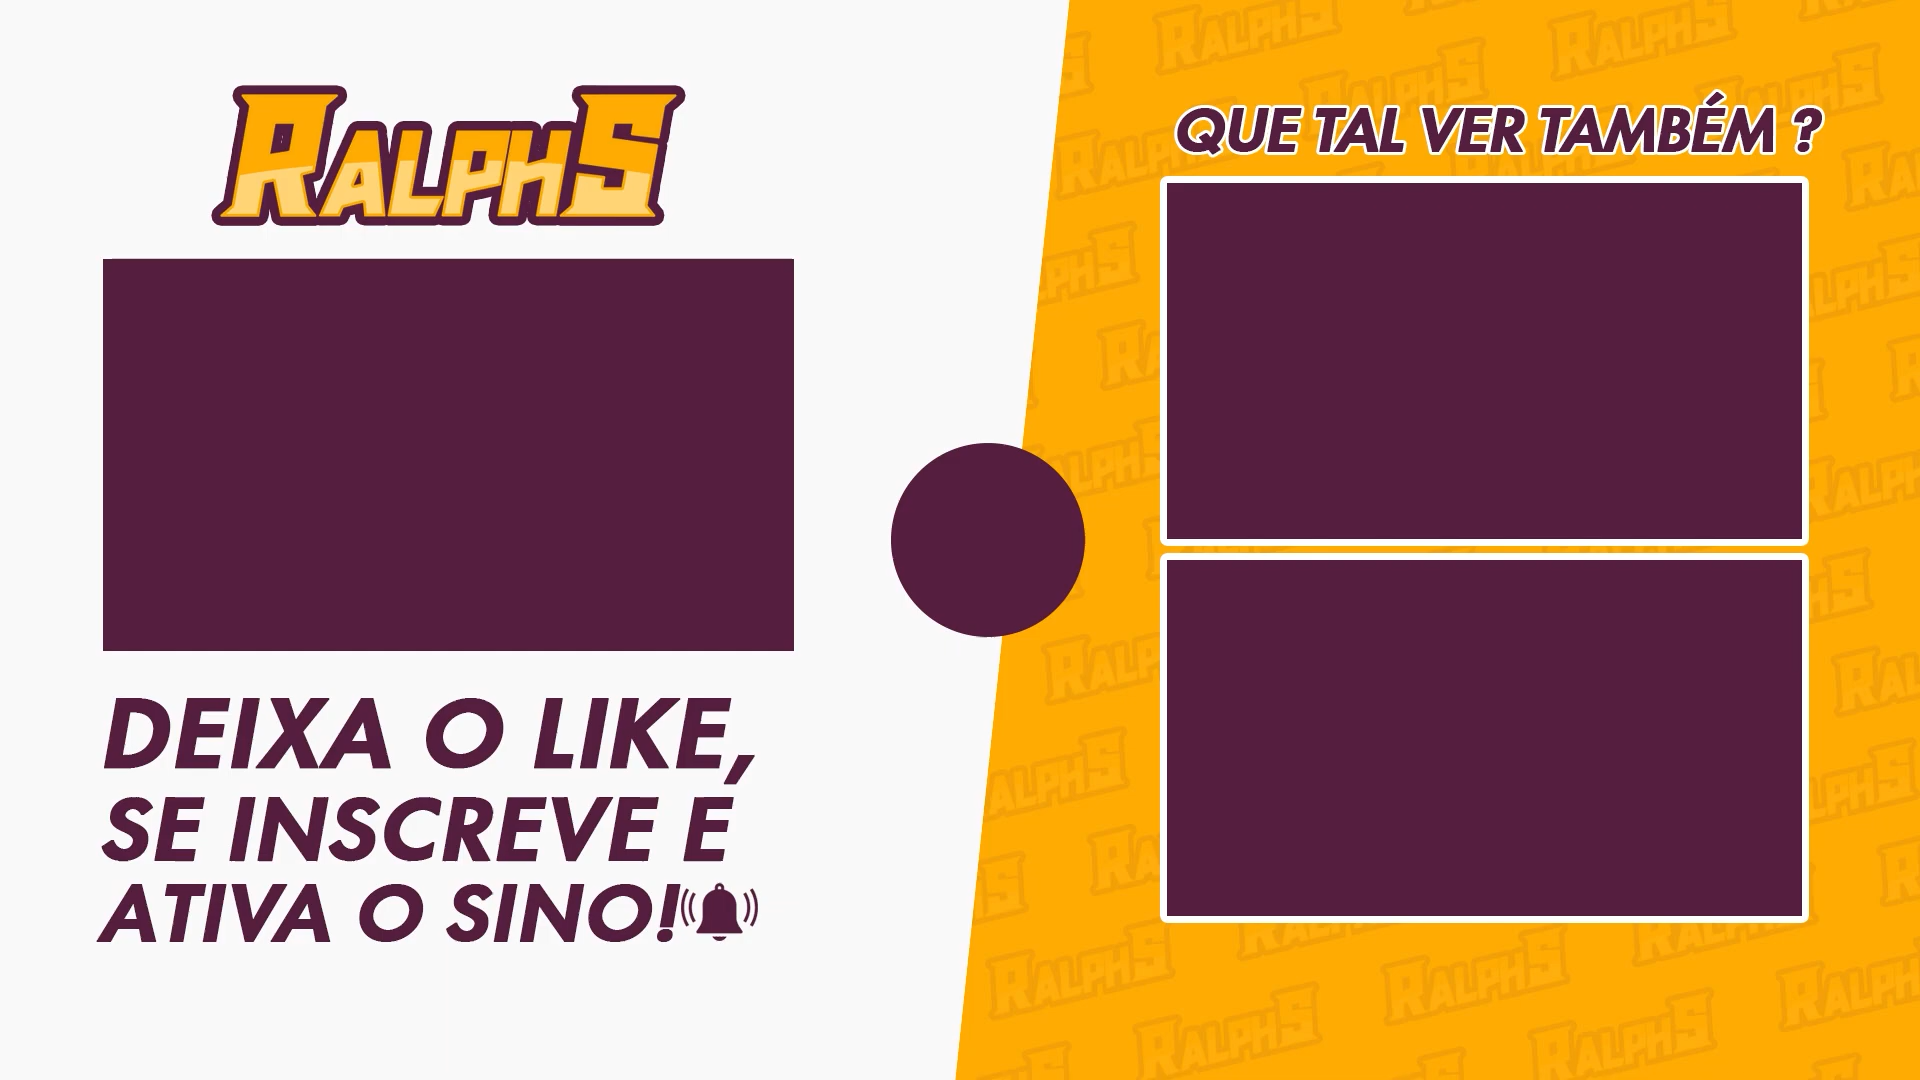 RALPHS
DEIXA O LIKE,
SE INSCREVE E
ATIVA O SINO!
QUE TAL VER TAMBÉM ?